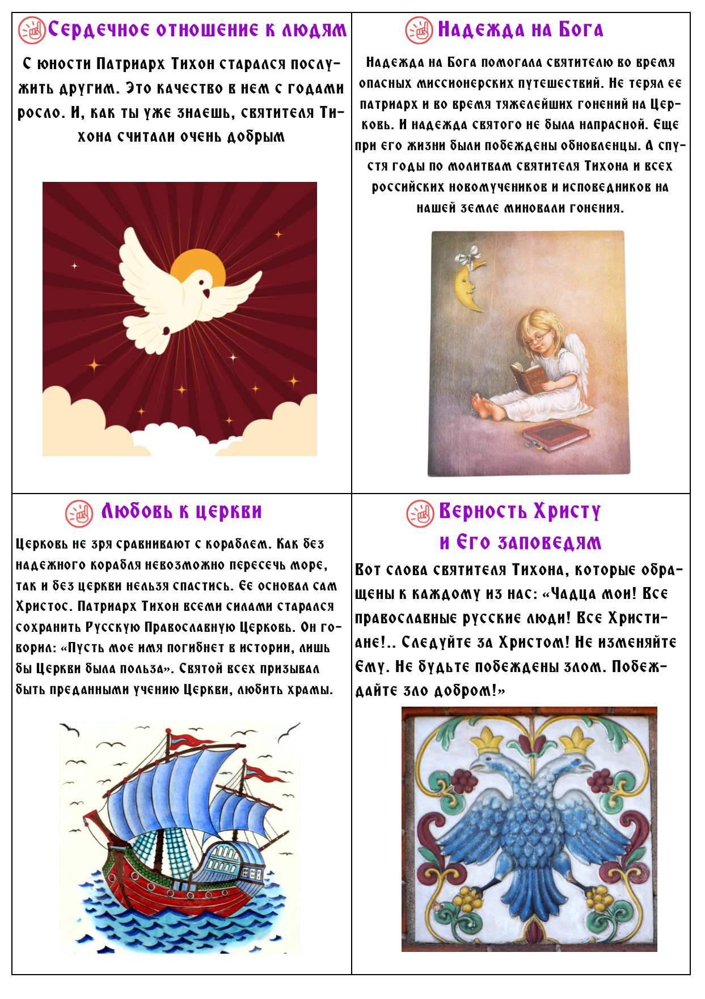 Сердечное отношение к людям
С юности Патриарх Тихон старался послу-
жить другим. Это качество в нем с годами
росло. И, как ты уже знаешь, святителя Ти-
хона считали очень добрым
Надежда на Бога
Надежда на Бога помогала святителю во время
опасных миссионерских путешествий. Не терял ее
патриарх и во время тяжелейших гонений на Цер-
ковь. И надежда святого не была напрасной. Еще
при его жизни были побеждены обновленцы. А спу-
стя годы по молитвам святителя Тихона и всех
российских новомучеников и исповедников на
нашей земле миновали гонения.
Любовь к церкви
Церковь не зря сравнивают с кораблем. Как без
надежного корабля невозможно пересечь море,
так и без церкви нельзя спастись. Ее основал сам
Христос. Патриарх Тихон всеми силами старался
сохранить Русскую Православную Церковь. Он го-
ворил: «Пусть мое имя погибнет в истории, лишь
бы Церкви была польза». Святой всех призывал
быть преданными учению Церкви, любить храмы.
Верность Христу
и Его заповедям
Вот слова святителя Тихона, которые обра-
щены к каждому из нас: «Чадца мои! Все
православные русские люди! Все Христи-
ане!.. Следуйте за Христом! Не изменяйте
Ему. Не будьте побеждены злом. Побеж-
дайте зло добром!»